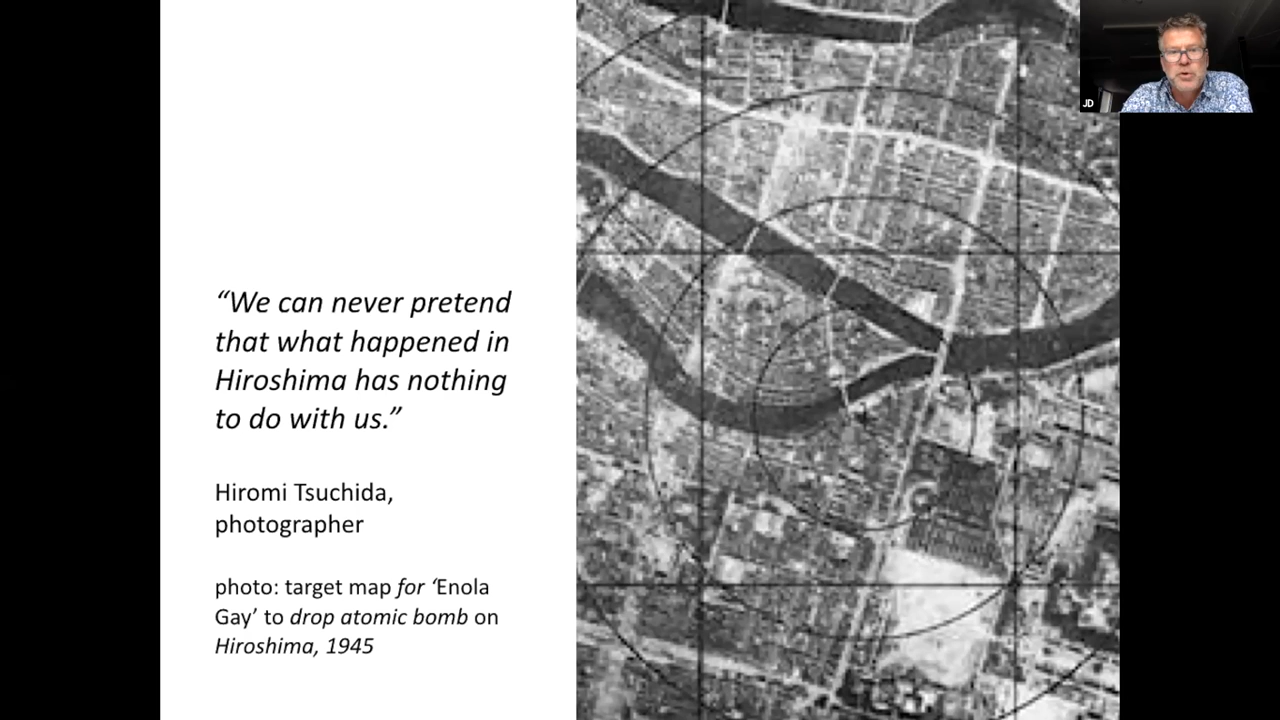 “We can never pretend
that what happened in
Hiroshima has nothing
to do with us.”
Hiromi Tsuchida,
photographer
photo: target map for ‘Enola
Gay’ to drop atomic bomb on
Hiroshima, 1945
JD